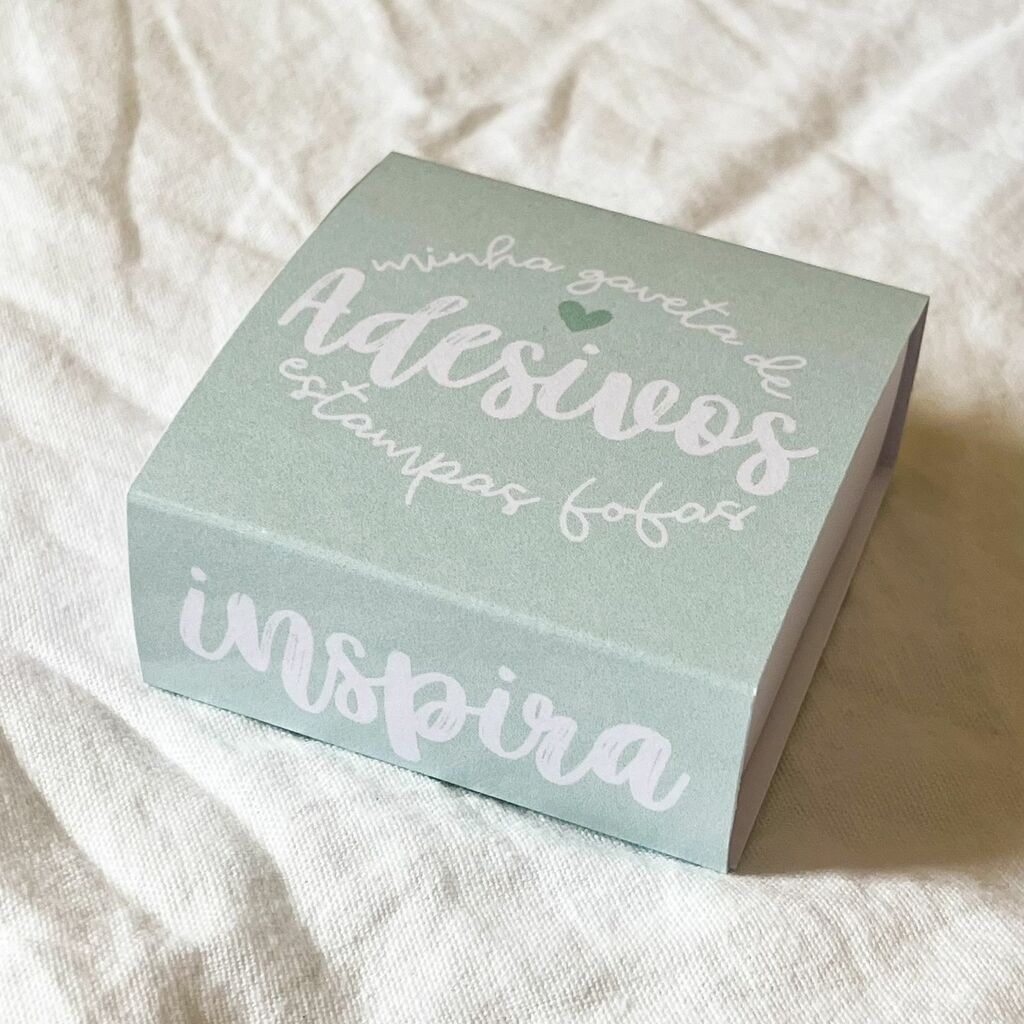 minha gaveta de
Adesivos
estampas fofas
inspira